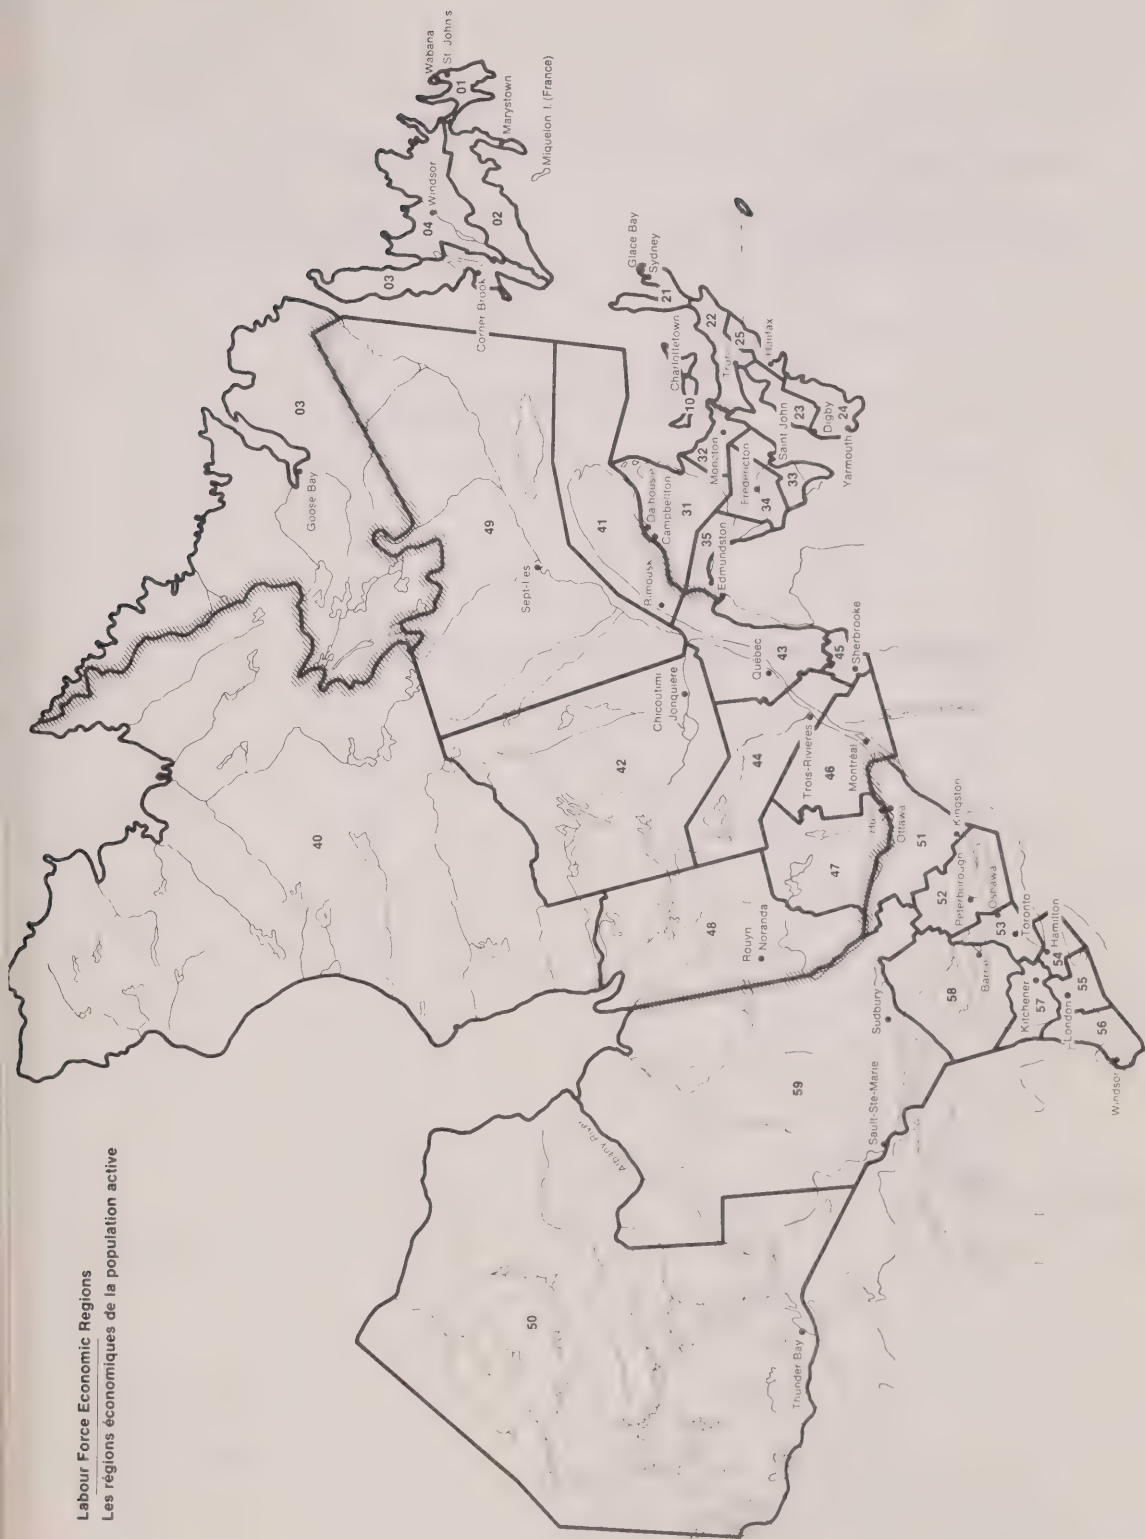 Labour Force Economic Regions
Les régions économiques de la population active
40
03
Goose Bay
03
04
Windsor
Wabana
St John's
01
02
Marystown
Miquelon I. (France)
Corner Brook
49
Sept-Iles
42
Chicoutimi
Jonquière
41
Rimouski
Dalhousie
Campbellton
31
32
Moncton
10
Charlottetown
Glace Bay
Sydney
21
22
25
Halifax
Saint John
23
Digby
24
Yarmouth
Fredericton
34
33
35
Edmundston
Québec
43
45
Sherbrooke
44
Trois-Rivières
46
Montréal
48
Rouyn
Noranda
47
Ottawa
51
Kingston
52
Peterborough
Oshawa
53
Toronto
54
Hamilton
Barrie
58
Kitchener
57
London
55
56
Windsor
Sudbury
59
Sault-Ste-Marie
Albany River
50
Thunder Bay